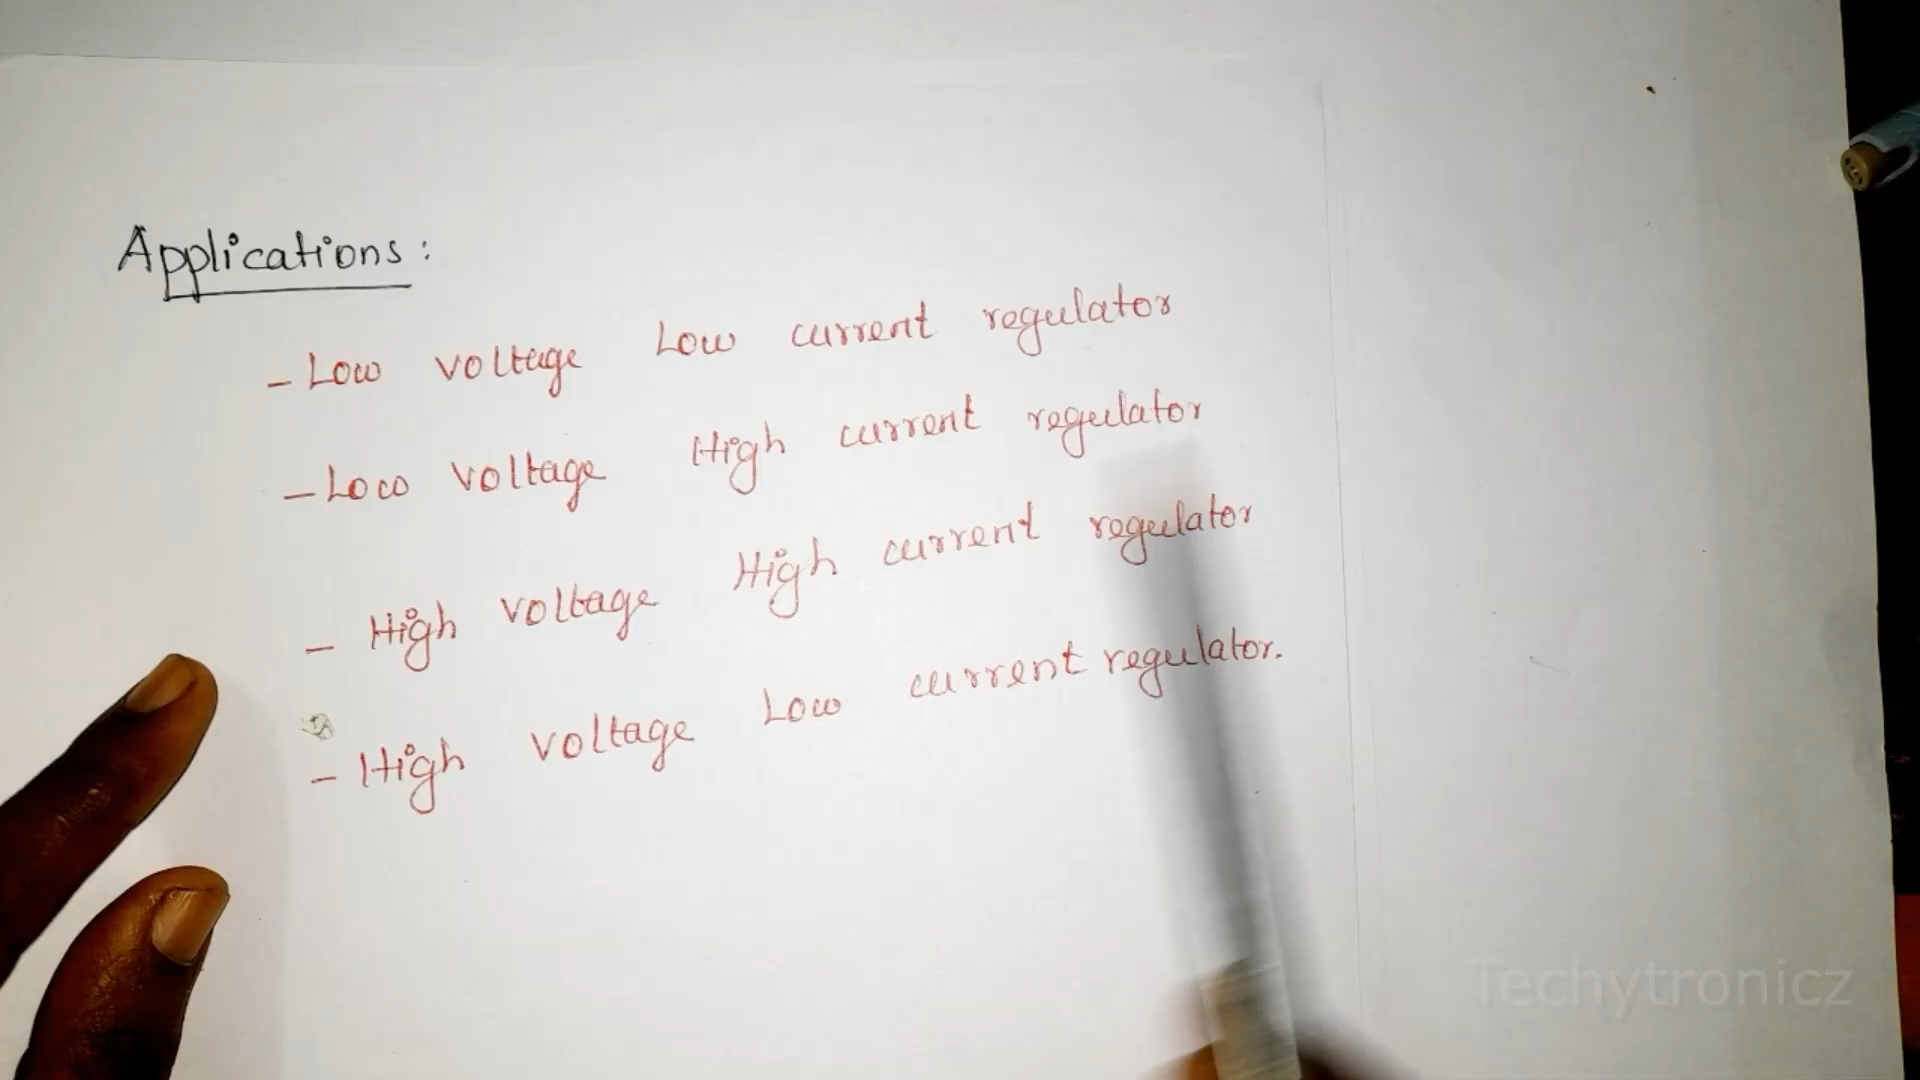 Applications:
- Low voltage Low current regulator
- Low voltage High current regulator
- High voltage High current regulator
- High voltage Low current regulator.
Techytronicz